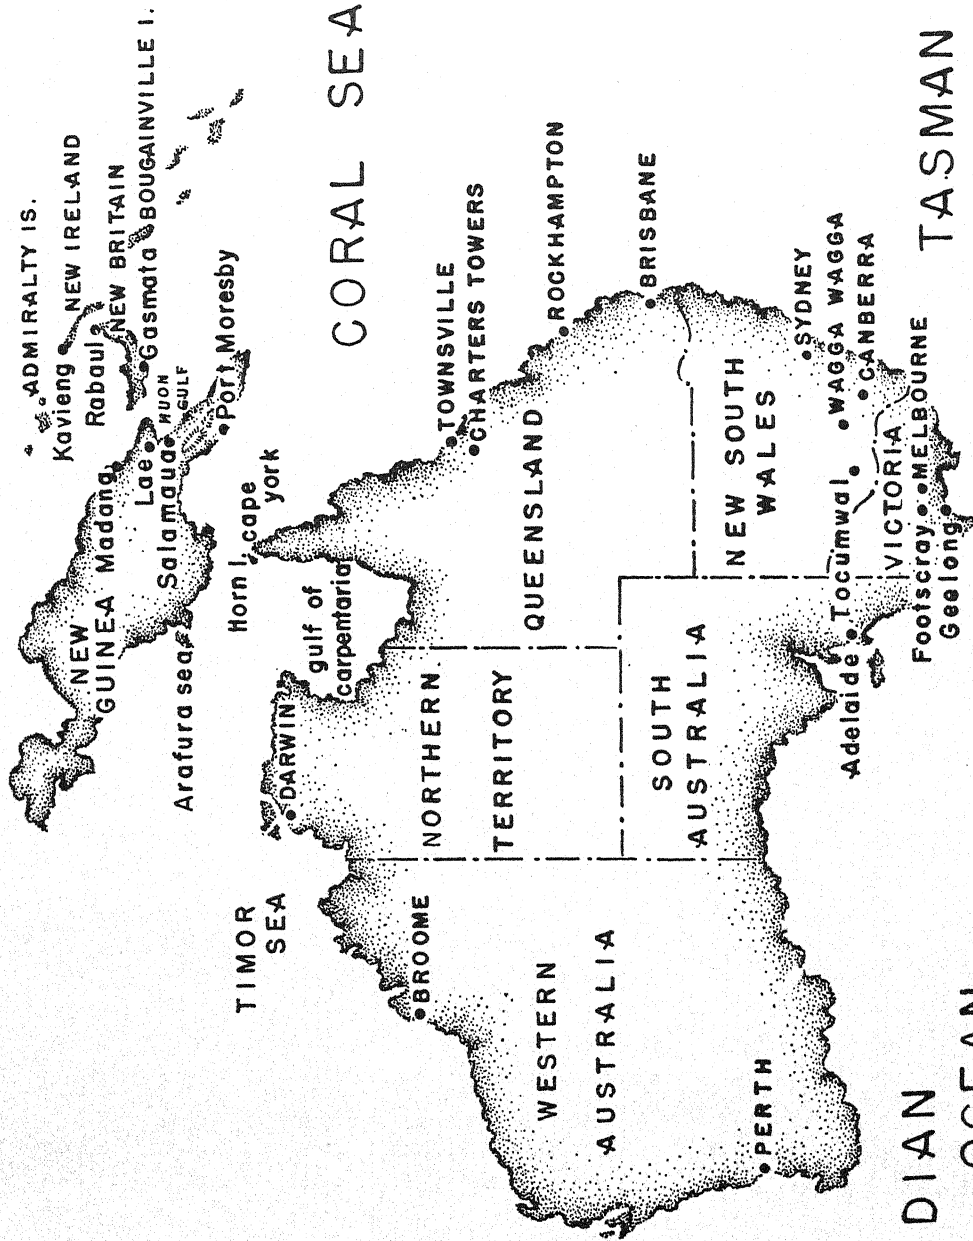 ADMIRALTY IS.
Kavieng
NEW IRELAND
Rabaul
NEW BRITAIN
Gasmata
BOUGAINVILLE I.
NEW
GUINEA
Madang
Lae
HUON
GULF
Salamaua
Port Moresby
Arafura sea
Horn I.
cape
york
CORAL SEA
TIMOR
SEA
DARWIN
gulf of
carpentaria
BROOME
NORTHERN
TERRITORY
QUEENSLAND
TOWNSVILLE
CHARTERS TOWERS
ROCKHAMPTON
BRISBANE
WESTERN
AUSTRALIA
SOUTH
AUSTRALIA
NEW SOUTH
WALES
SYDNEY
WAGGA WAGGA
CANBERRA
PERTH
Adelaide
Tocumwal
VICTORIA
Footscray
MELBOURNE
Geelong
TASMAN
DIAN
OCEAN